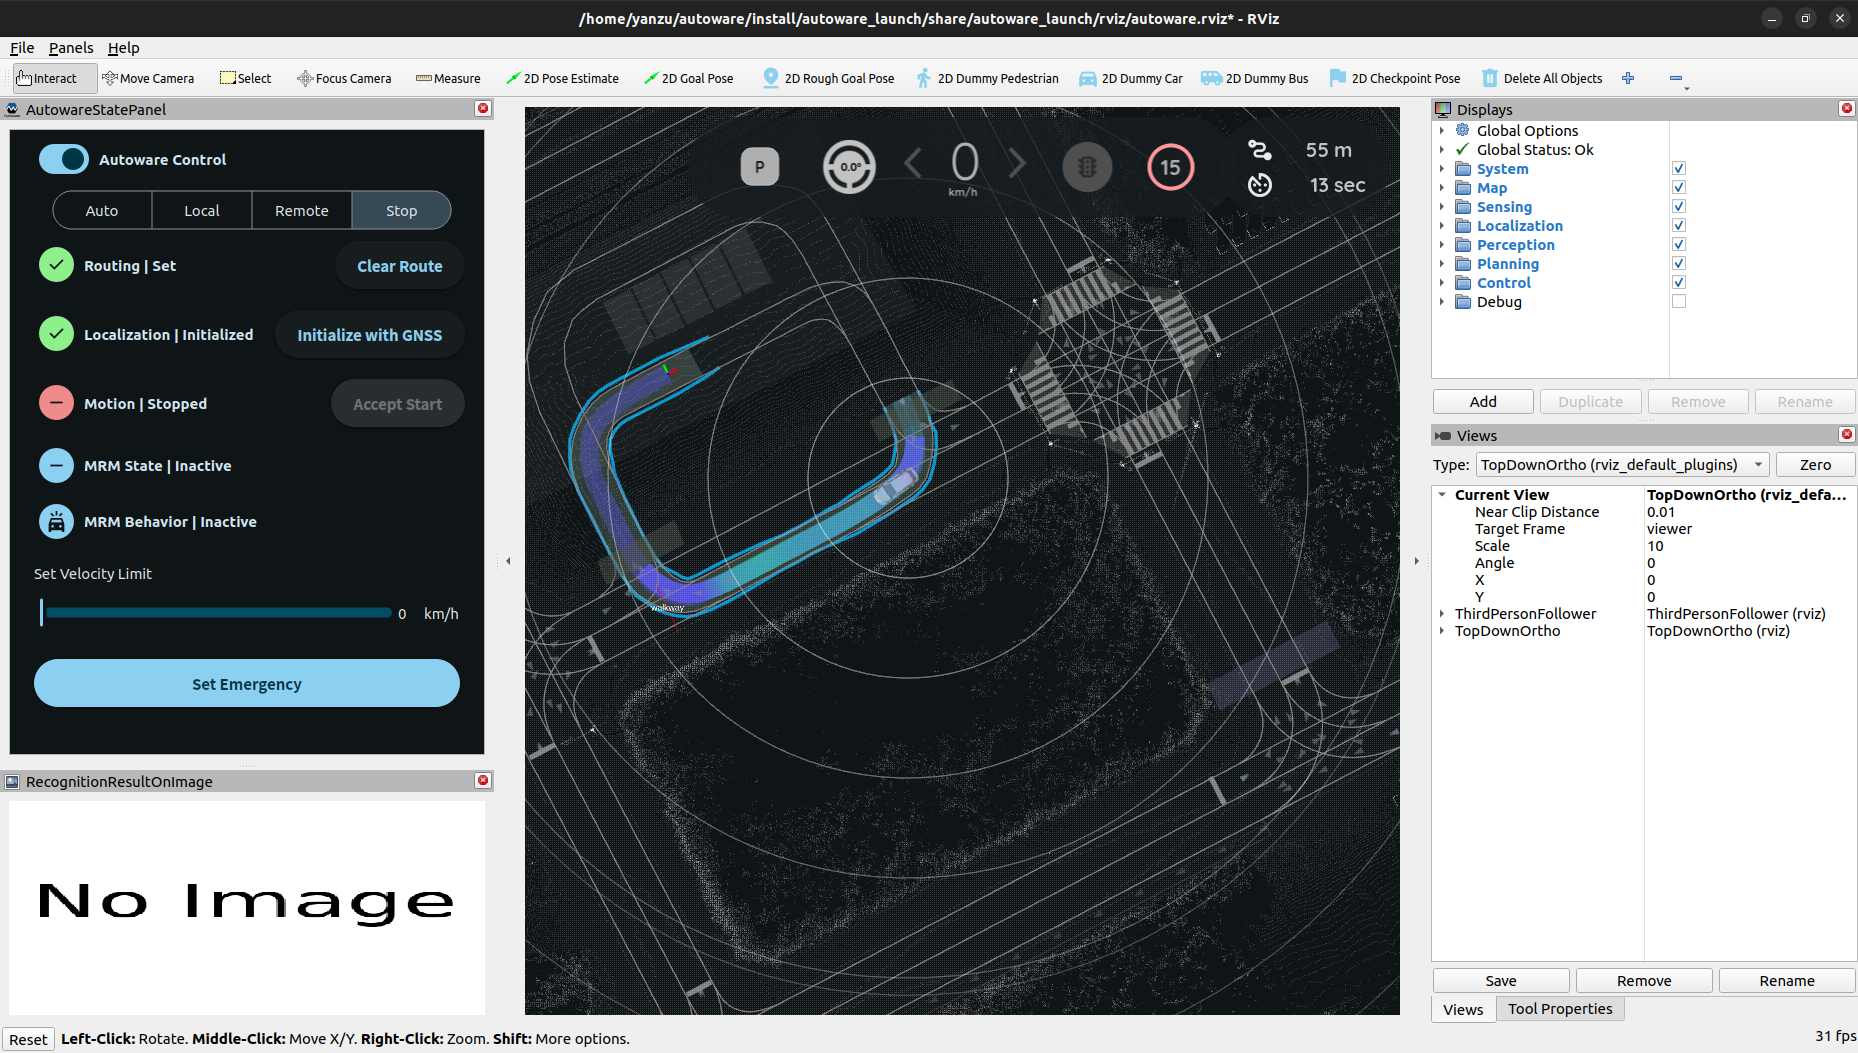 /home/yanzu/autoware/install/autoware_launch/share/autoware_launch/rviz/autoware.rviz* - RViz
File Panels Help
Interact Move Camera Select Focus Camera Measure 2D Pose Estimate 2D Goal Pose 2D Rough Goal Pose 2D Dummy Pedestrian 2D Dummy Car 2D Dummy Bus 2D Checkpoint Pose Delete All Objects
AutowareStatePanel
Autoware Control
Auto Local Remote Stop
Routing | Set Clear Route
Localization | Initialized Initialize with GNSS
Motion | Stopped Accept Start
MRM State | Inactive
MRM Behavior | Inactive
Set Velocity Limit
0 km/h
Set Emergency
RecognitionResultOnImage
No Image
P 0.0° 0 km/h 15 55 m
13 sec
walkway
Displays
Global Options
Global Status: Ok
System
Map
Sensing
Localization
Perception
Planning
Control
Debug
Add Duplicate Remove Rename
Views
Type: TopDownOrtho (rviz_default_plugins) Zero
Current View TopDownOrtho (rviz_defa...
Near Clip Distance 0.01
Target Frame viewer
Scale 10
Angle 0
X 0
Y 0
ThirdPersonFollower ThirdPersonFollower (rviz)
TopDownOrtho TopDownOrtho (rviz)
Save Remove Rename
Views Tool Properties
Reset Left-Click: Rotate. Middle-Click: Move X/Y. Right-Click: Zoom. Shift: More options. 31 fps